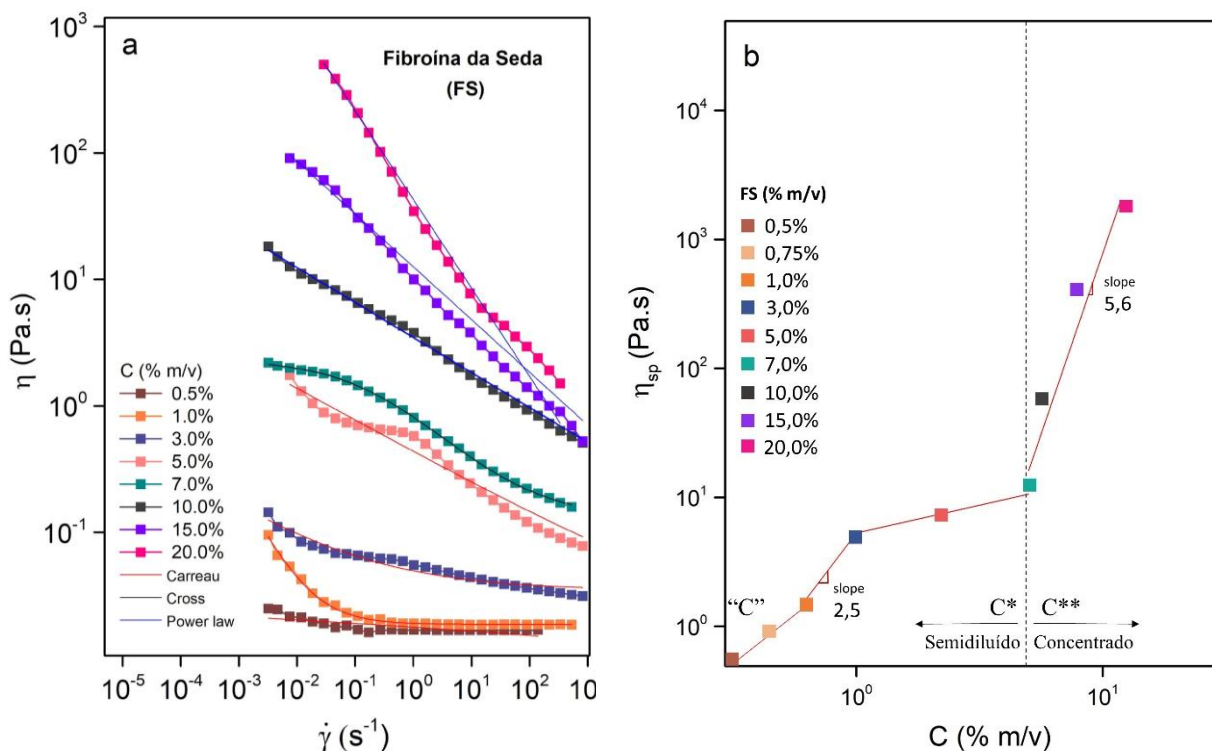 a
Fibroína da Seda
(FS)
10³
10²
10¹
10⁰
10⁻¹
η (Pa.s)
C (% m/v)
0.5%
1.0%
3.0%
5.0%
7.0%
10.0%
15.0%
20.0%
Carreau
Cross
Power law
10⁻⁵ 10⁻⁴ 10⁻³ 10⁻² 10⁻¹ 10⁰ 10¹ 10² 10
γ̇ (s⁻¹)
b
10⁴
10³
10²
10¹
10⁰
ηsp (Pa.s)
FS (% m/v)
0,5%
0,75%
1,0%
3,0%
5,0%
7,0%
10,0%
15,0%
20,0%
slope
5,6
slope
2,5
“C”
C* C**
Semidiluído Concentrado
10⁰ 10¹
C (% m/v)